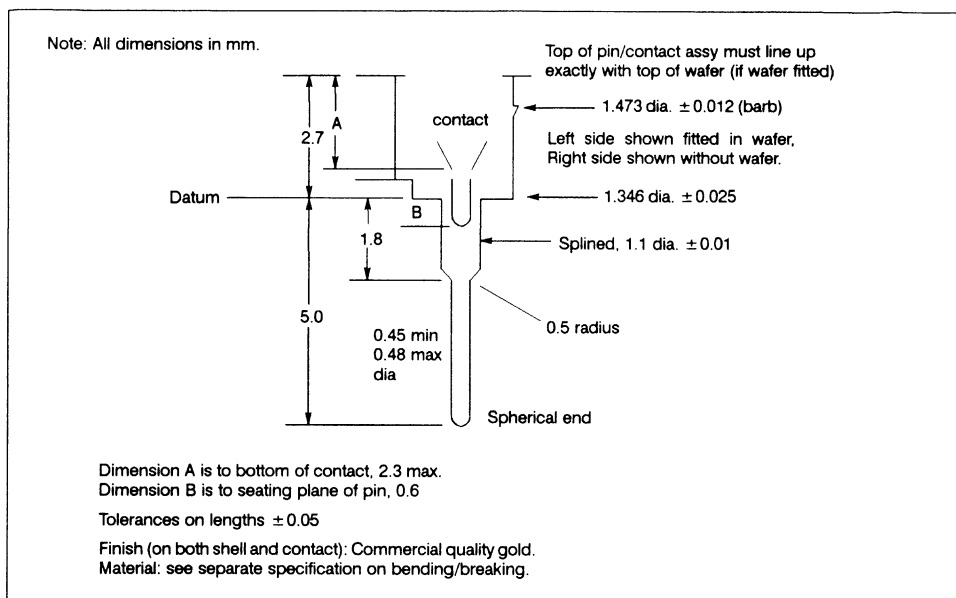 Note: All dimensions in mm.
Top of pin/contact assy must line up
exactly with top of wafer (if wafer fitted)
1.473 dia. ±0.012 (barb)
contact
A
2.7
Left side shown fitted in wafer,
Right side shown without wafer.
Datum
1.346 dia. ±0.025
B
1.8
Splined, 1.1 dia. ±0.01
5.0
0.5 radius
0.45 min
0.48 max
dia
Spherical end
Dimension A is to bottom of contact, 2.3 max.
Dimension B is to seating plane of pin, 0.6
Tolerances on lengths ±0.05
Finish (on both shell and contact): Commercial quality gold.
Material: see separate specification on bending/breaking.